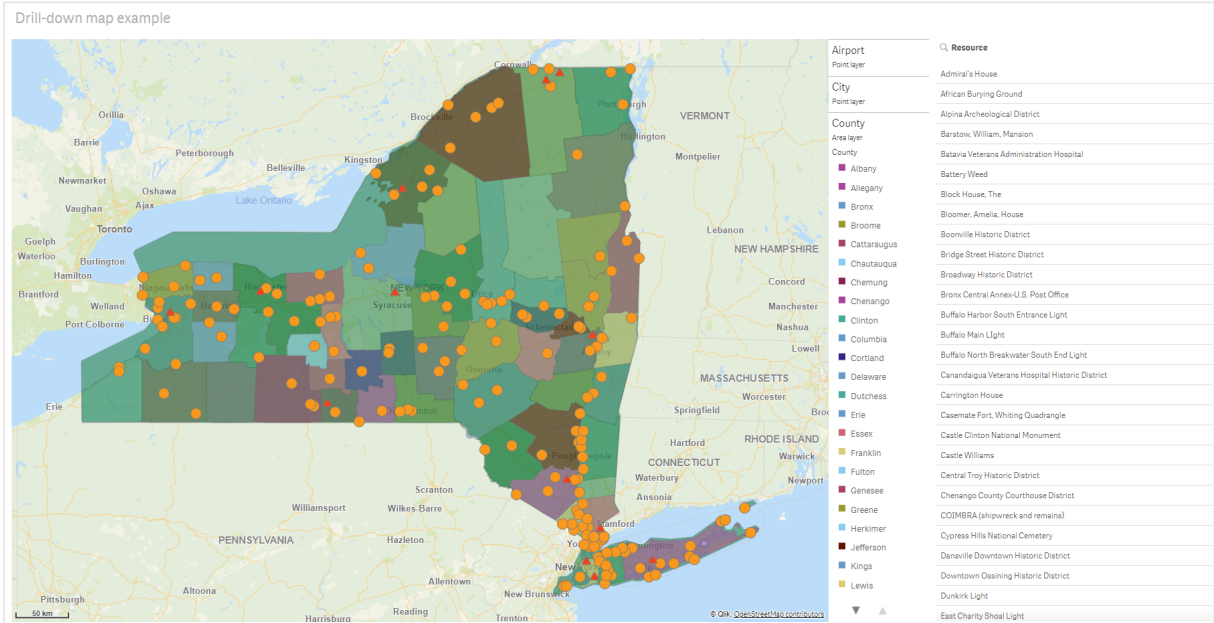 Drill-down map example
Cornwall
Orillia
Brockville
Plattsburgh
VERMONT
Burlington
Barrie
Peterborough
Kingston
Montpelier
Belleville
Newmarket
Oshawa
Vaughan
Ajax
Lake Ontario
Toronto
Lebanon
Guelph
Waterloo
Burlington
NEW HAMPSHIRE
Hamilton
Concord
Brantford
Niagara Falls
NEW YORK
Utica
Welland
Syracuse
Manchester
Port Colborne
Schenectady
Nashua
Lowell
Oneonta
MASSACHUSETTS
Worcester
Erie
Springfield
Hartford
RHODE ISLAND
Poughkeepsie
CONNECTICUT
Warwick
Waterbury
Newport
Scranton
Ansonia
Williamsport
Wilkes-Barre
Stamford
PENNSYLVANIA
Hazleton
Allentown
New Brunswick
Altoona
Pittsburgh
Reading
Harrisburg
Trenton
50 km
© Qlik, OpenStreetMap contributors
Airport
Point layer
City
Point layer
County
Area layer
County
Albany
Allegany
Bronx
Broome
Cattaraugus
Chautauqua
Chemung
Chenango
Clinton
Columbia
Cortland
Delaware
Dutchess
Erie
Essex
Franklin
Fulton
Genesee
Greene
Herkimer
Jefferson
Kings
Lewis
Resource
Admiral's House
African Burying Ground
Alpina Archeological District
Barstow, William, Mansion
Batavia Veterans Administration Hospital
Battery Weed
Block House, The
Bloomer, Amelia, House
Boonville Historic District
Bridge Street Historic District
Broadway Historic District
Bronx Central Annex-U.S. Post Office
Buffalo Harbor South Entrance Light
Buffalo Main LIght
Buffalo North Breakwater South End Light
Canandaigua Veterans Hospital Historic District
Carrington House
Casemate Fort, Whiting Quadrangle
Castle Clinton National Monument
Castle Williams
Central Troy Historic District
Chenango County Courthouse District
COIMBRA (shipwreck and remains)
Cypress Hills National Cemetery
Dansville Downtown Historic District
Downtown Ossining Historic District
Dunkirk Light
East Charity Shoal Light